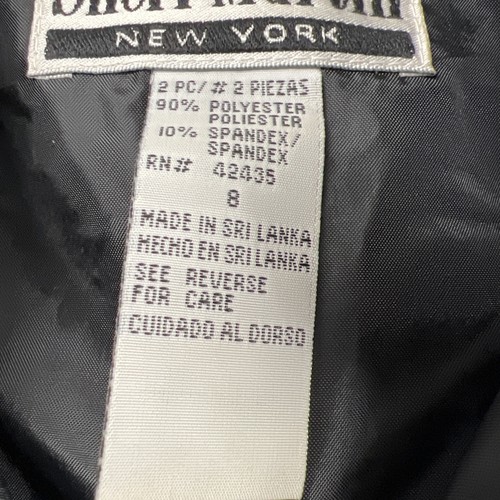 NEW YORK
2 PC/# 2 PIEZAS
90% POLYESTER
POLIESTER
10% SPANDEX/
SPANDEX
RN# 42435
8
MADE IN SRI LANKA
HECHO EN SRI LANKA
SEE REVERSE
FOR CARE
CUIDADO AL DORSO